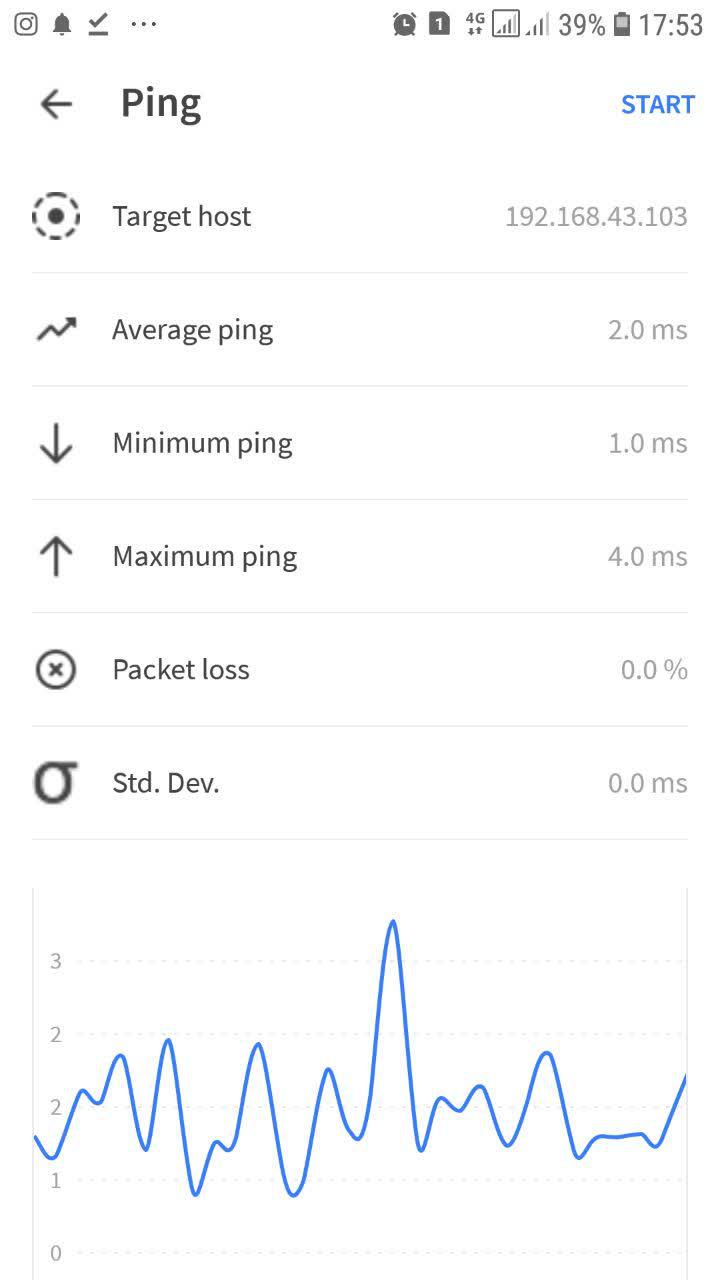 1 4G 39% 17:53
Ping START
Target host 192.168.43.103
Average ping 2.0 ms
Minimum ping 1.0 ms
Maximum ping 4.0 ms
Packet loss 0.0 %
σ Std. Dev. 0.0 ms
3
2
2
1
0